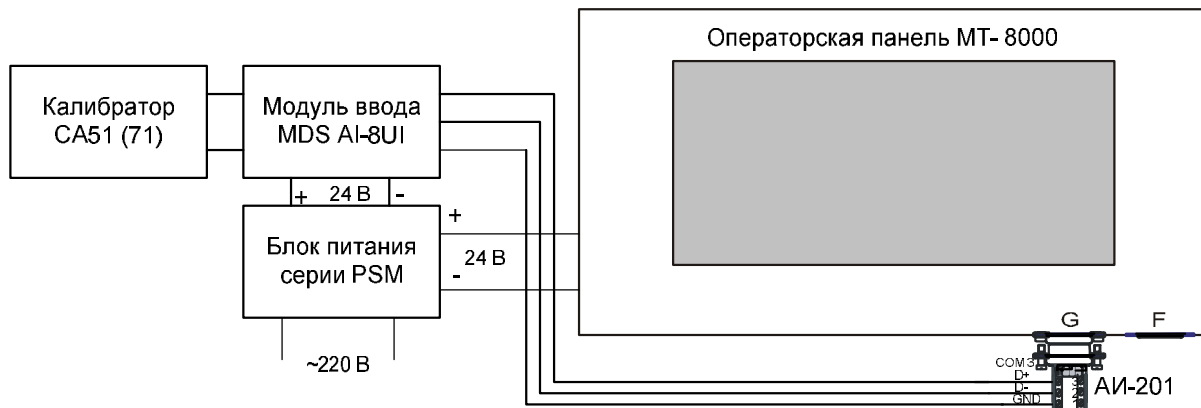 Операторская панель МТ- 8000
Калибратор
СА51 (71)
Модуль ввода
MDS AI-8UI
+ 24 В -
Блок питания
серии PSM
+
24 В
-
~220 В
G F
COM 3
D+
D-
GND
АИ-201